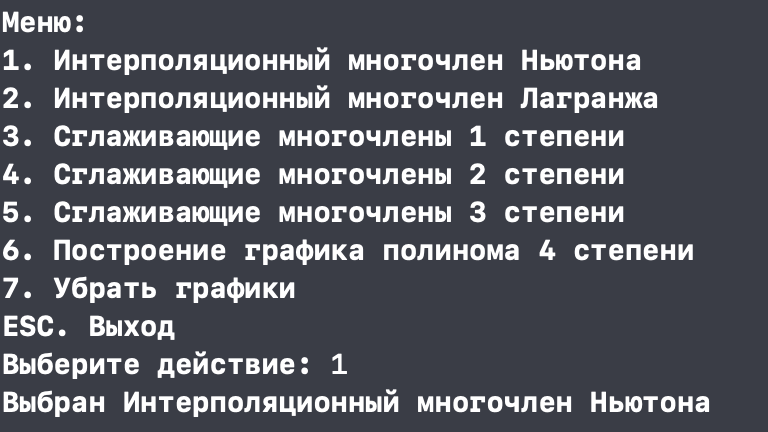 Меню:
1. Интерполяционный многочлен Ньютона
2. Интерполяционный многочлен Лагранжа
3. Сглаживающие многочлены 1 степени
4. Сглаживающие многочлены 2 степени
5. Сглаживающие многочлены 3 степени
6. Построение графика полинома 4 степени
7. Убрать графики
ESC. Выход
Выберите действие: 1
Выбран Интерполяционный многочлен Ньютона